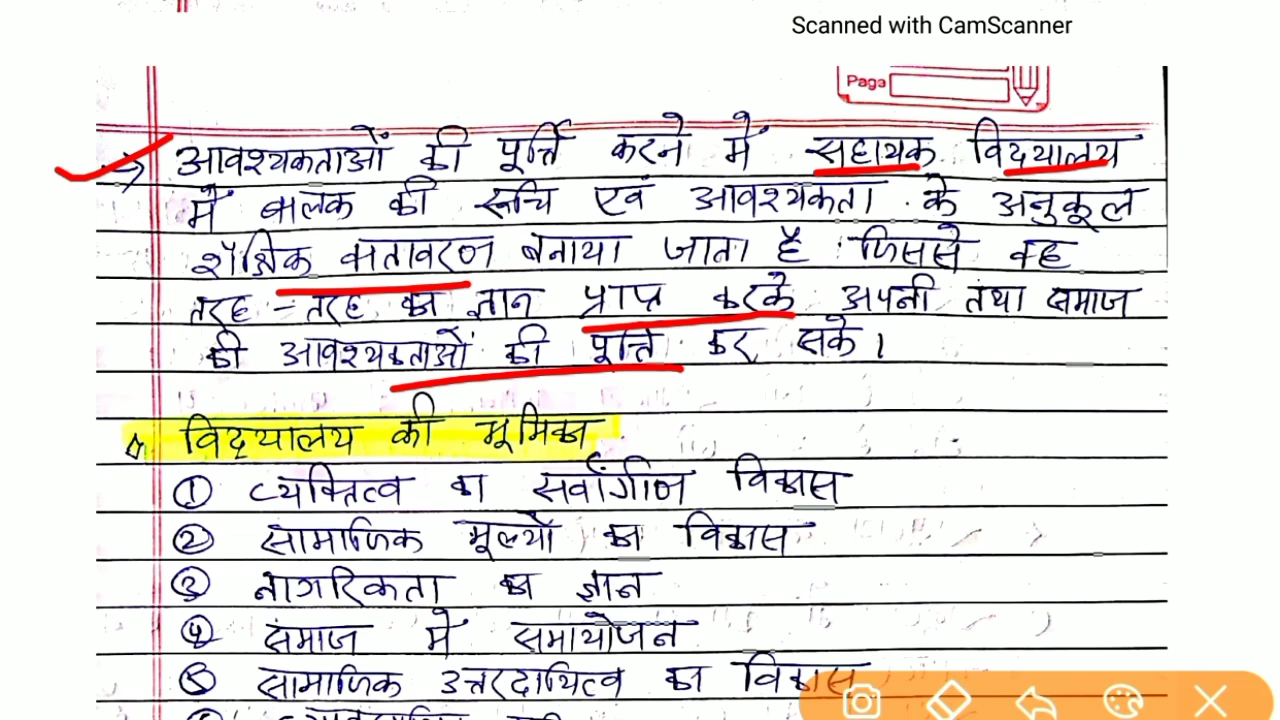 Scanned with CamScanner
Page
→ आवश्यकताओं की पूर्त्ति करने में सहायक विद्यालय
में बालक की रूचि एवं आवश्यकता के अनुकूल
शैक्षिक वातावरण बनाया जाता है जिससे वह
तरह - तरह का ज्ञान प्राप्त करके अपनी तथा समाज
की आवश्यकताओं की पूर्त्ति कर सके।
विद्यालय की भूमिका
① व्यक्तित्व का सर्वांगीण विकास
② सामाजिक मूल्यों का विकास
③ नागरिकता का ज्ञान
④ समाज में समायोजन
⑤ सामाजिक उत्तरदायित्व का विकास